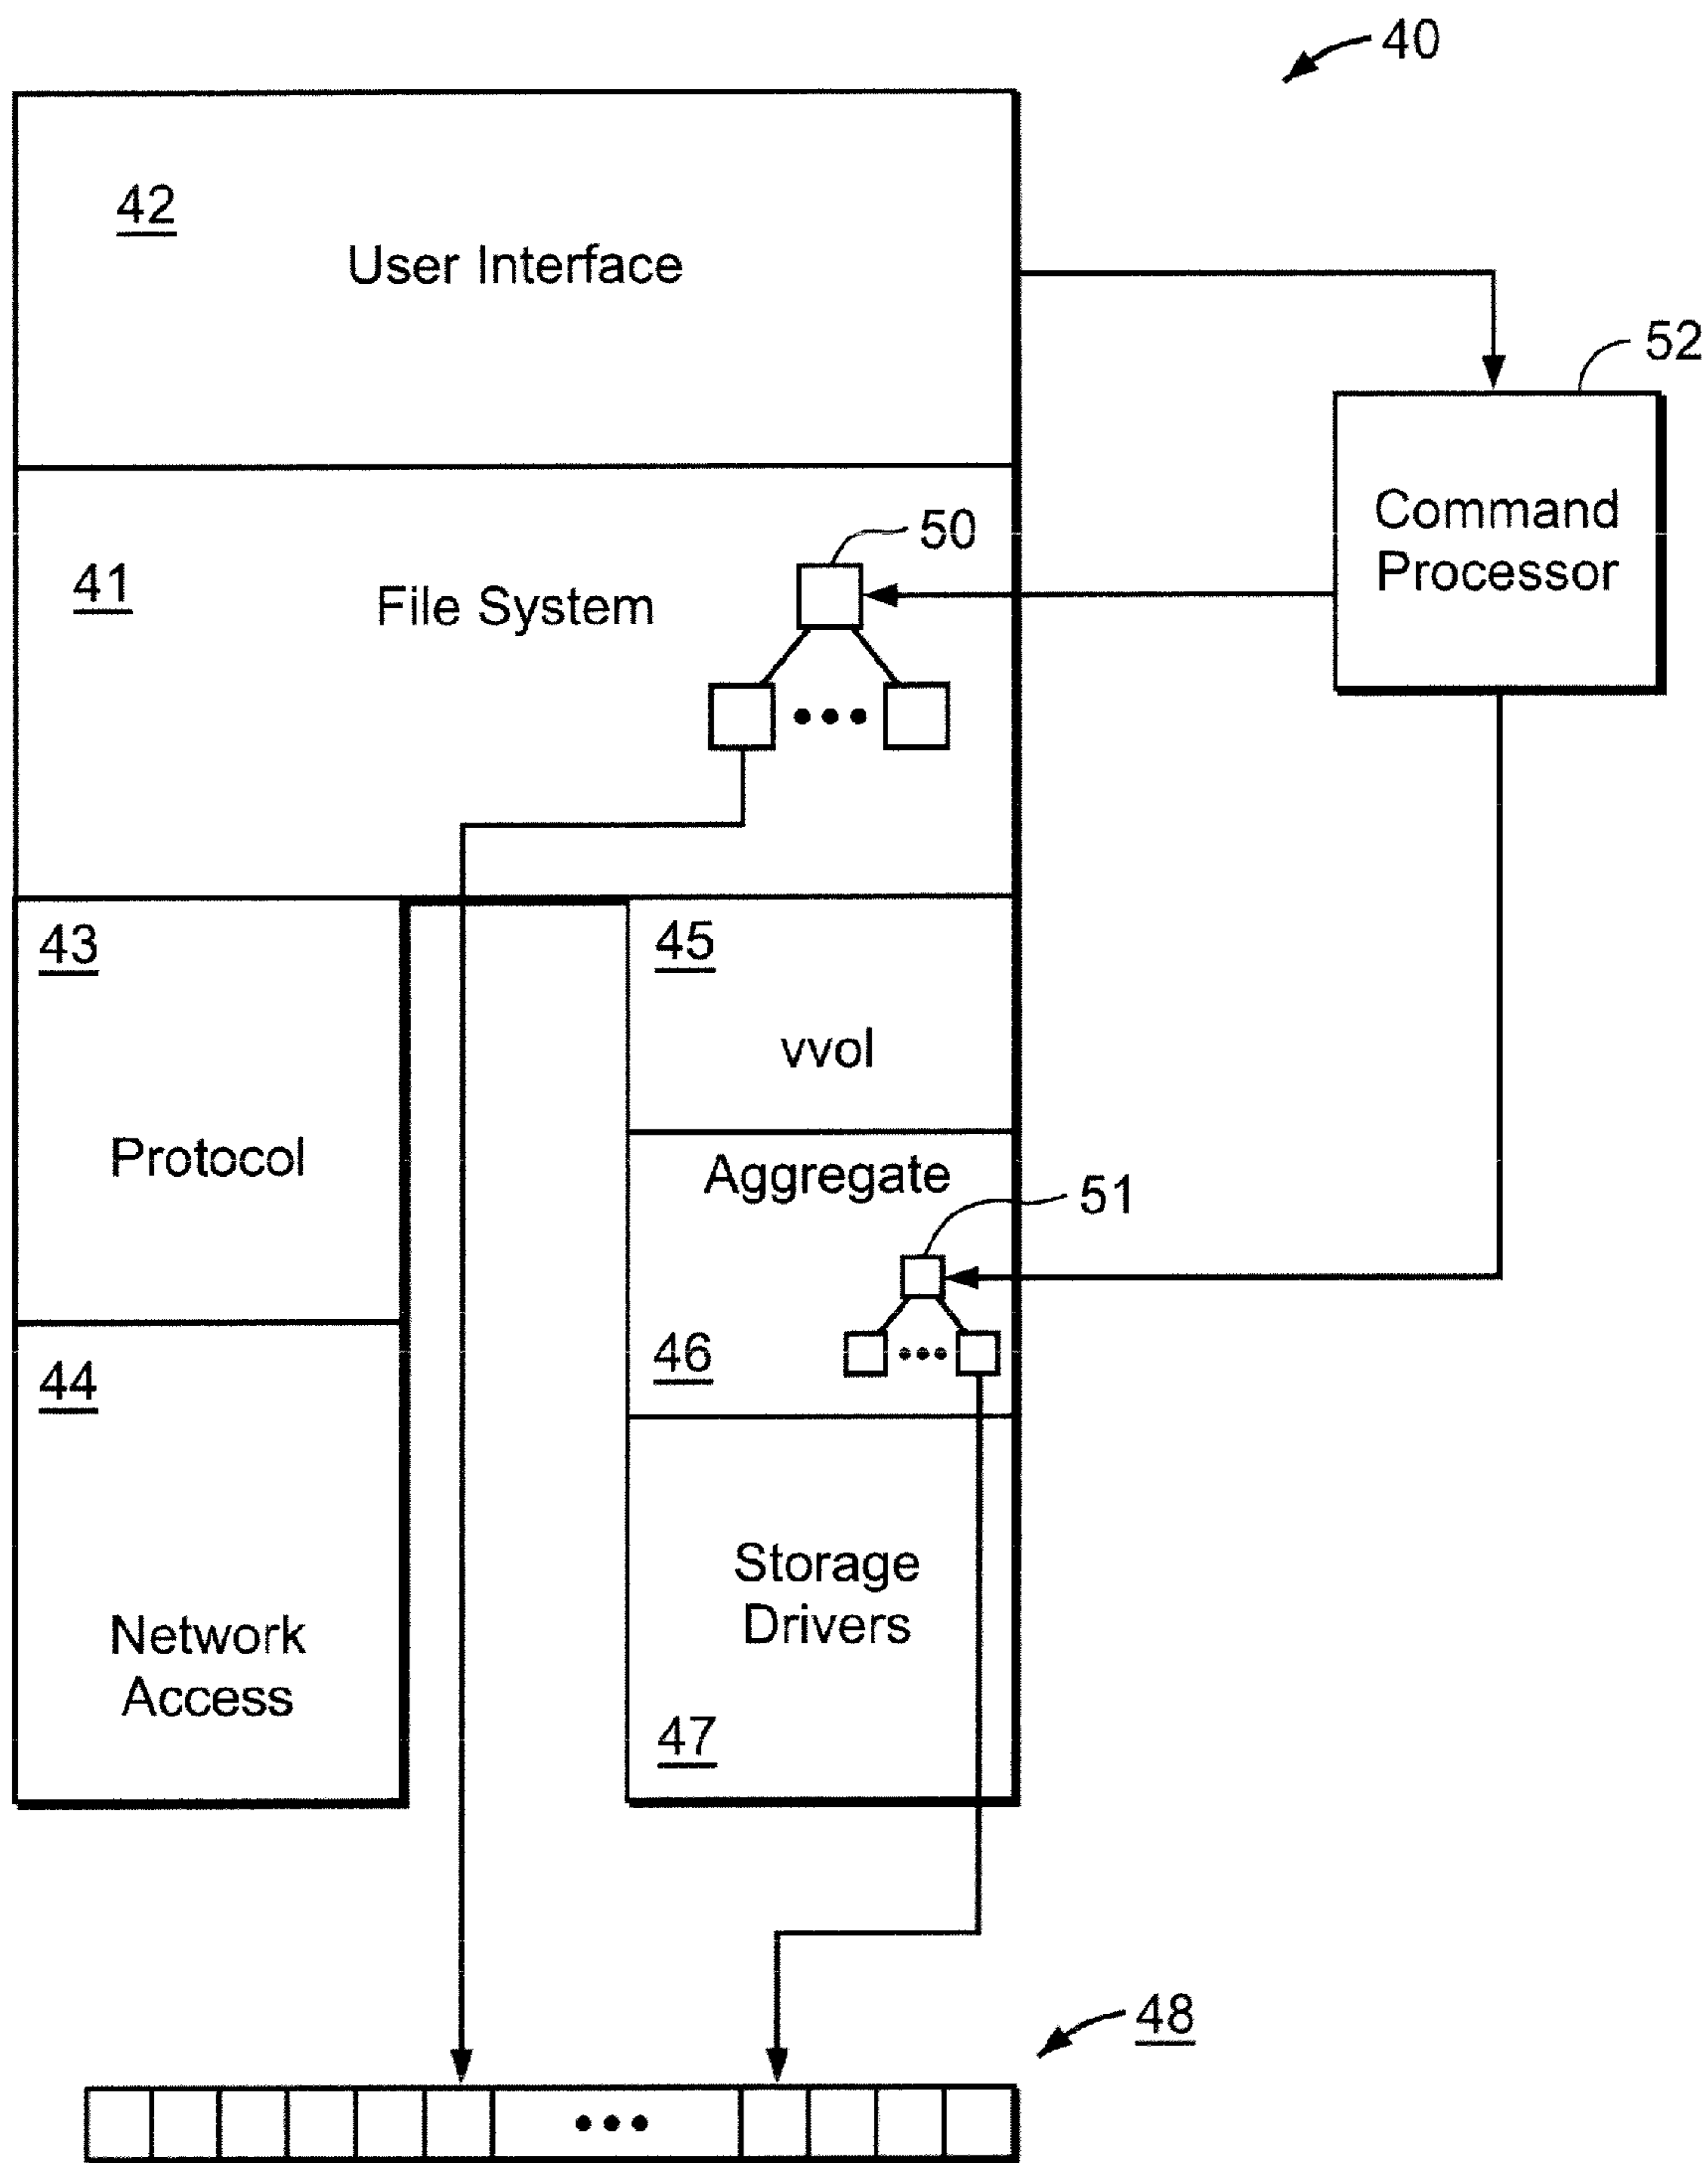 40
42
User Interface
52
Command
Processor
50
41
File System
43
Protocol
45
vvol
Aggregate
51
46
44
Network
Access
Storage
Drivers
47
48